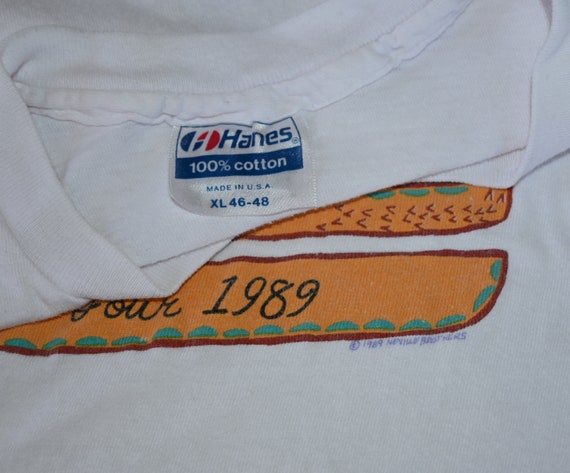 Hanes®
100% cotton
MADE IN U.S.A.
XL 46-48
Tour 1989
© 1989 NEVILLE BROTHERS